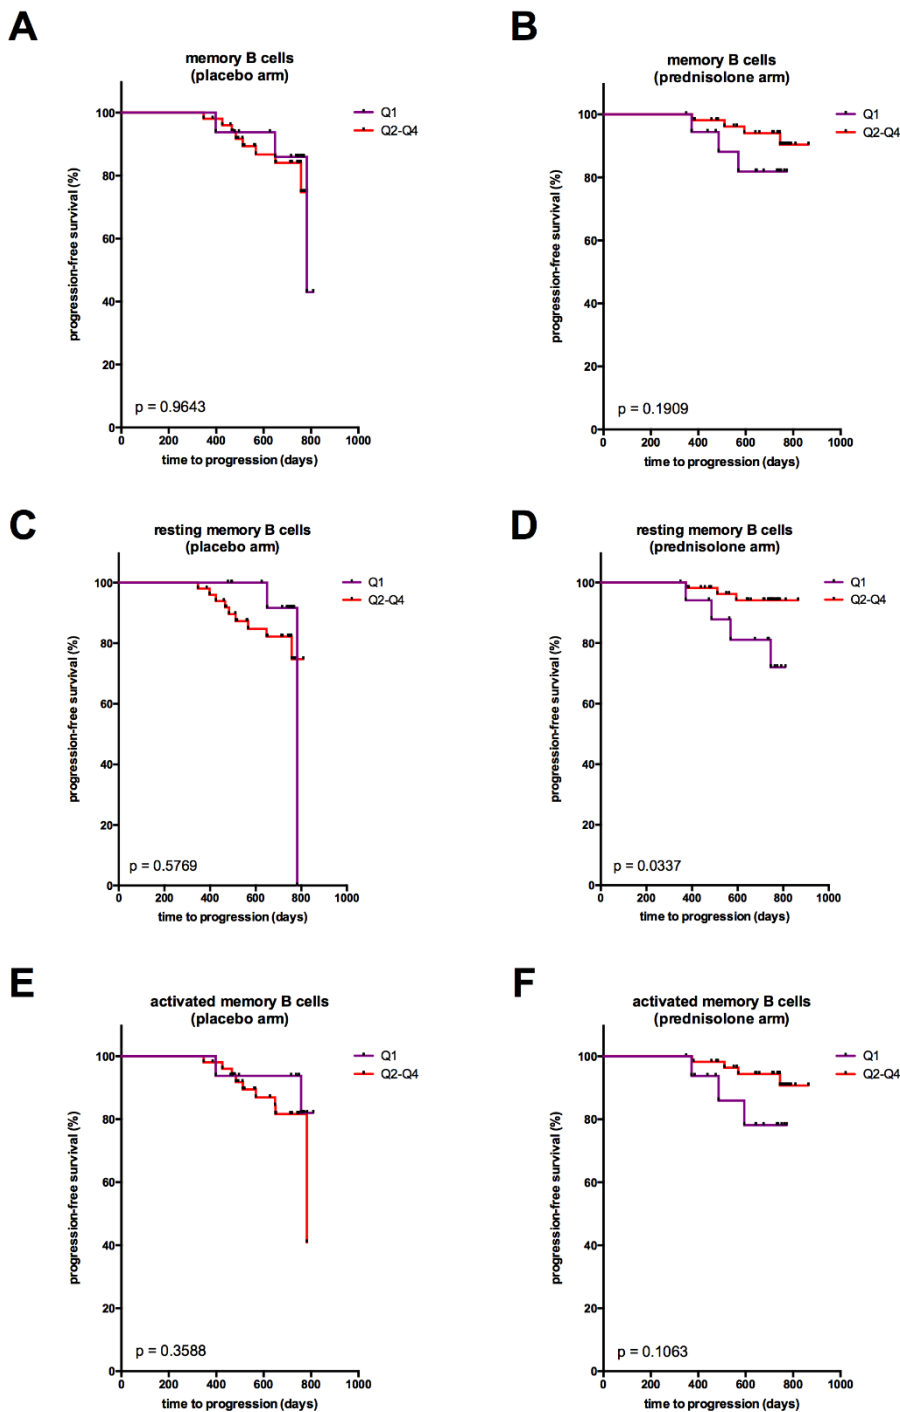 A
memory B cells
(placebo arm)
Q1
Q2-Q4
progression-free survival (%)
100
80
60
40
20
0
0 200 400 600 800 1000
time to progression (days)
p = 0.9643
B
memory B cells
(prednisolone arm)
Q1
Q2-Q4
progression-free survival (%)
100
80
60
40
20
0
0 200 400 600 800 1000
time to progression (days)
p = 0.1909
C
resting memory B cells
(placebo arm)
Q1
Q2-Q4
progression-free survival (%)
100
80
60
40
20
0
0 200 400 600 800 1000
time to progression (days)
p = 0.5769
D
resting memory B cells
(prednisolone arm)
Q1
Q2-Q4
progression-free survival (%)
100
80
60
40
20
0
0 200 400 600 800 1000
time to progression (days)
p = 0.0337
E
activated memory B cells
(placebo arm)
Q1
Q2-Q4
progression-free survival (%)
100
80
60
40
20
0
0 200 400 600 800 1000
time to progression (days)
p = 0.3588
F
activated memory B cells
(prednisolone arm)
Q1
Q2-Q4
progression-free survival (%)
100
80
60
40
20
0
0 200 400 600 800 1000
time to progression (days)
p = 0.1063